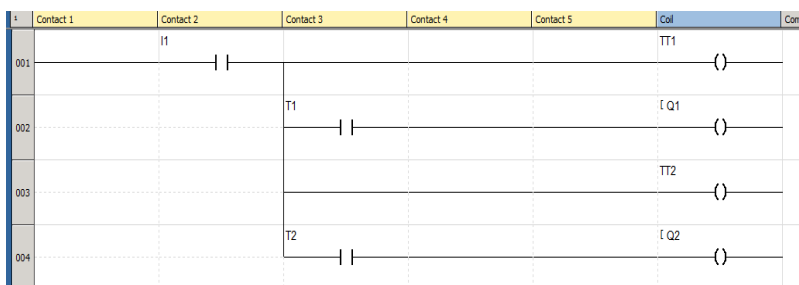 1 Contact 1 Contact 2 Contact 3 Contact 4 Contact 5 Coil Com
I1 TT1
001
T1 [ Q1
002
TT2
003
T2 [ Q2
004